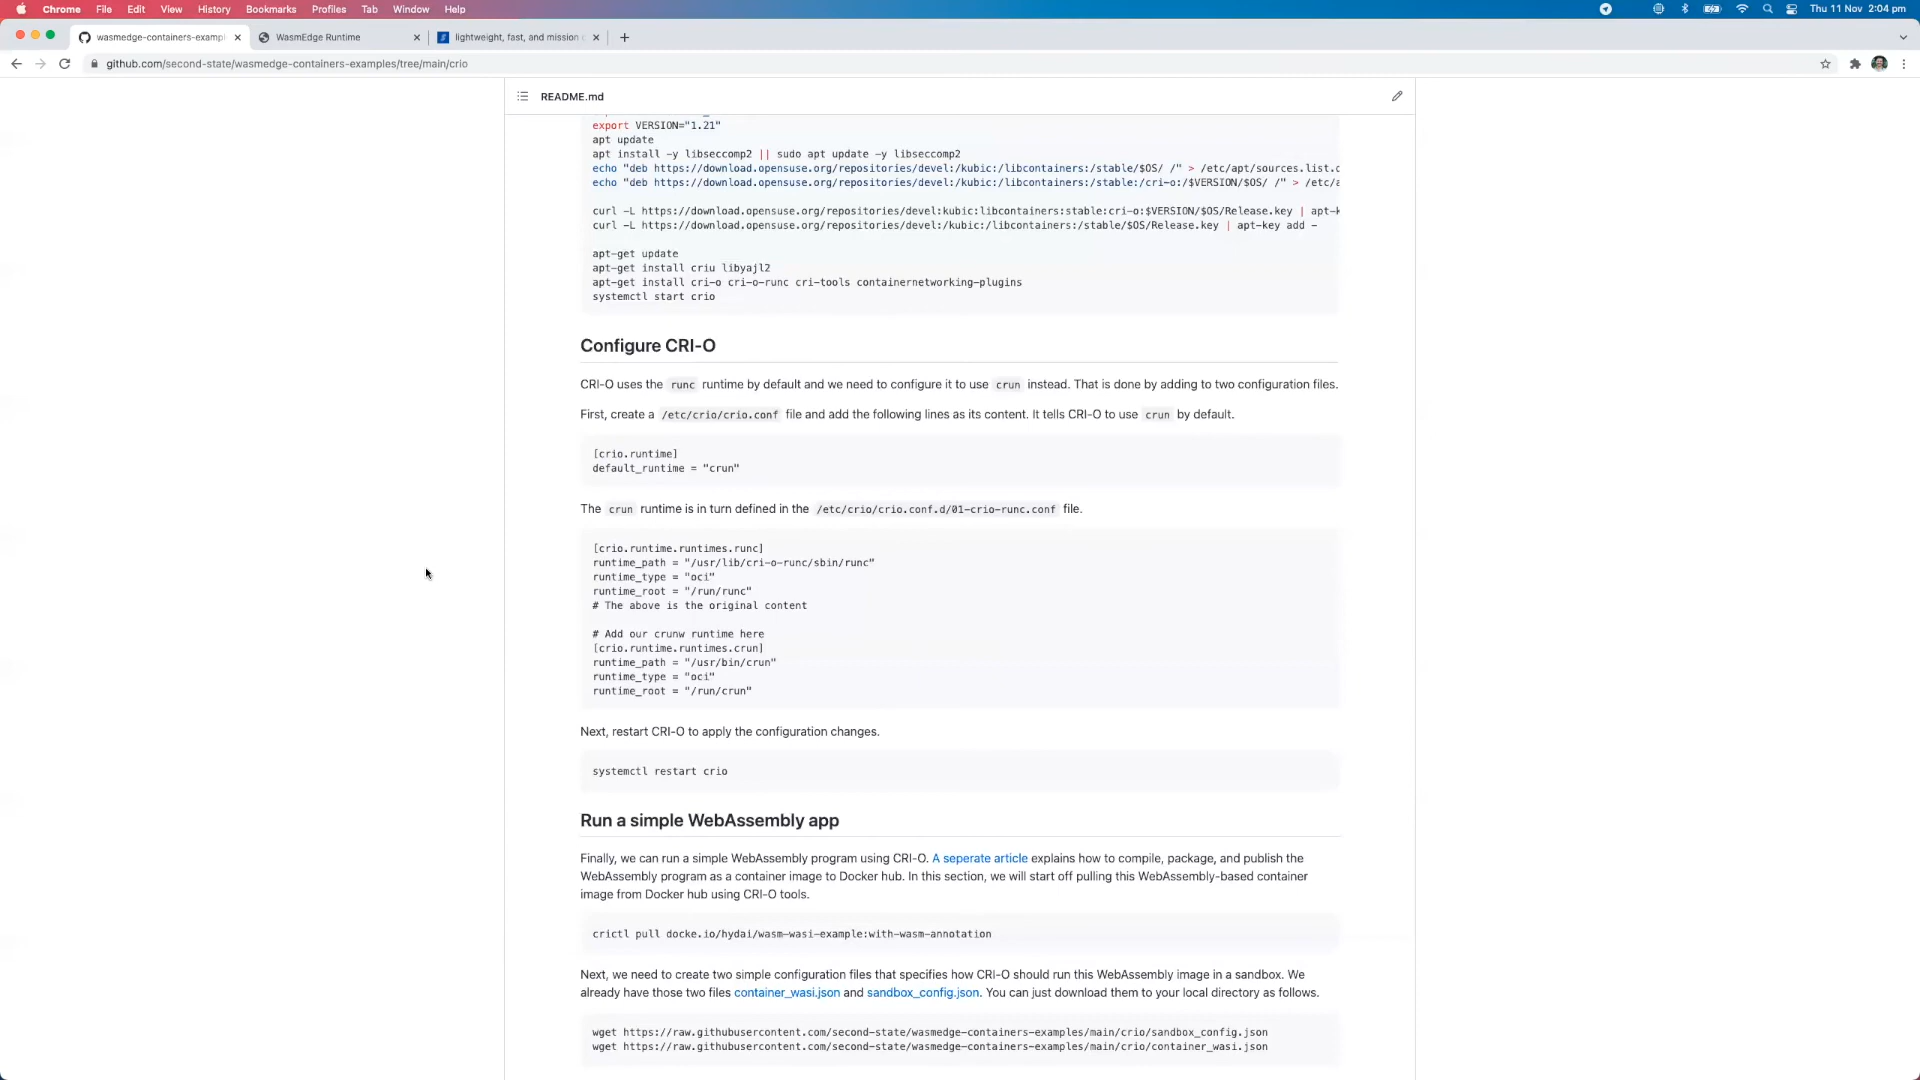 Chrome File Edit View History Bookmarks Profiles Tab Window Help Thu 11 Nov 2:04 pm
wasmedge-containers-exampl WasmEdge Runtime lightweight, fast, and mission
github.com/second-state/wasmedge-containers-examples/tree/main/crio
README.md
export VERSION="1.21"
apt update
apt install -y libseccomp2 || sudo apt update -y libseccomp2
echo "deb https://download.opensuse.org/repositories/devel:/kubic:/libcontainers:/stable/$OS/ /" > /etc/apt/sources.list.
echo "deb https://download.opensuse.org/repositories/devel:/kubic:/libcontainers:/stable:/cri-o:/$VERSION/$OS/ /" > /etc/a
curl -L https://download.opensuse.org/repositories/devel:kubic:libcontainers:stable:cri-o:$VERSION/$OS/Release.key | apt-k
curl -L https://download.opensuse.org/repositories/devel:/kubic:/libcontainers:/stable/$OS/Release.key | apt-key add -
apt-get update
apt-get install criu libyajl2
apt-get install cri-o cri-o-runc cri-tools containernetworking-plugins
systemctl start crio
Configure CRI-O
CRI-O uses the runc runtime by default and we need to configure it to use crun instead. That is done by adding to two configuration files.
First, create a /etc/crio/crio.conf file and add the following lines as its content. It tells CRI-O to use crun by default.
[crio.runtime]
default_runtime = "crun"
The crun runtime is in turn defined in the /etc/crio/crio.conf.d/01-crio-runc.conf file.
[crio.runtime.runtimes.runc]
runtime_path = "/usr/lib/cri-o-runc/sbin/runc"
runtime_type = "oci"
runtime_root = "/run/runc"
# The above is the original content
# Add our crunw runtime here
[crio.runtime.runtimes.crun]
runtime_path = "/usr/bin/crun"
runtime_type = "oci"
runtime_root = "/run/crun"
Next, restart CRI-O to apply the configuration changes.
systemctl restart crio
Run a simple WebAssembly app
Finally, we can run a simple WebAssembly program using CRI-O. A seperate article explains how to compile, package, and publish the
WebAssembly program as a container image to Docker hub. In this section, we will start off pulling this WebAssembly-based container
image from Docker hub using CRI-O tools.
crictl pull docke.io/hydai/wasm-wasi-example:with-wasm-annotation
Next, we need to create two simple configuration files that specifies how CRI-O should run this WebAssembly image in a sandbox. We
already have those two files container_wasi.json and sandbox_config.json. You can just download them to your local directory as follows.
wget https://raw.githubusercontent.com/second-state/wasmedge-containers-examples/main/crio/sandbox_config.json
wget https://raw.githubusercontent.com/second-state/wasmedge-containers-examples/main/crio/container_wasi.json